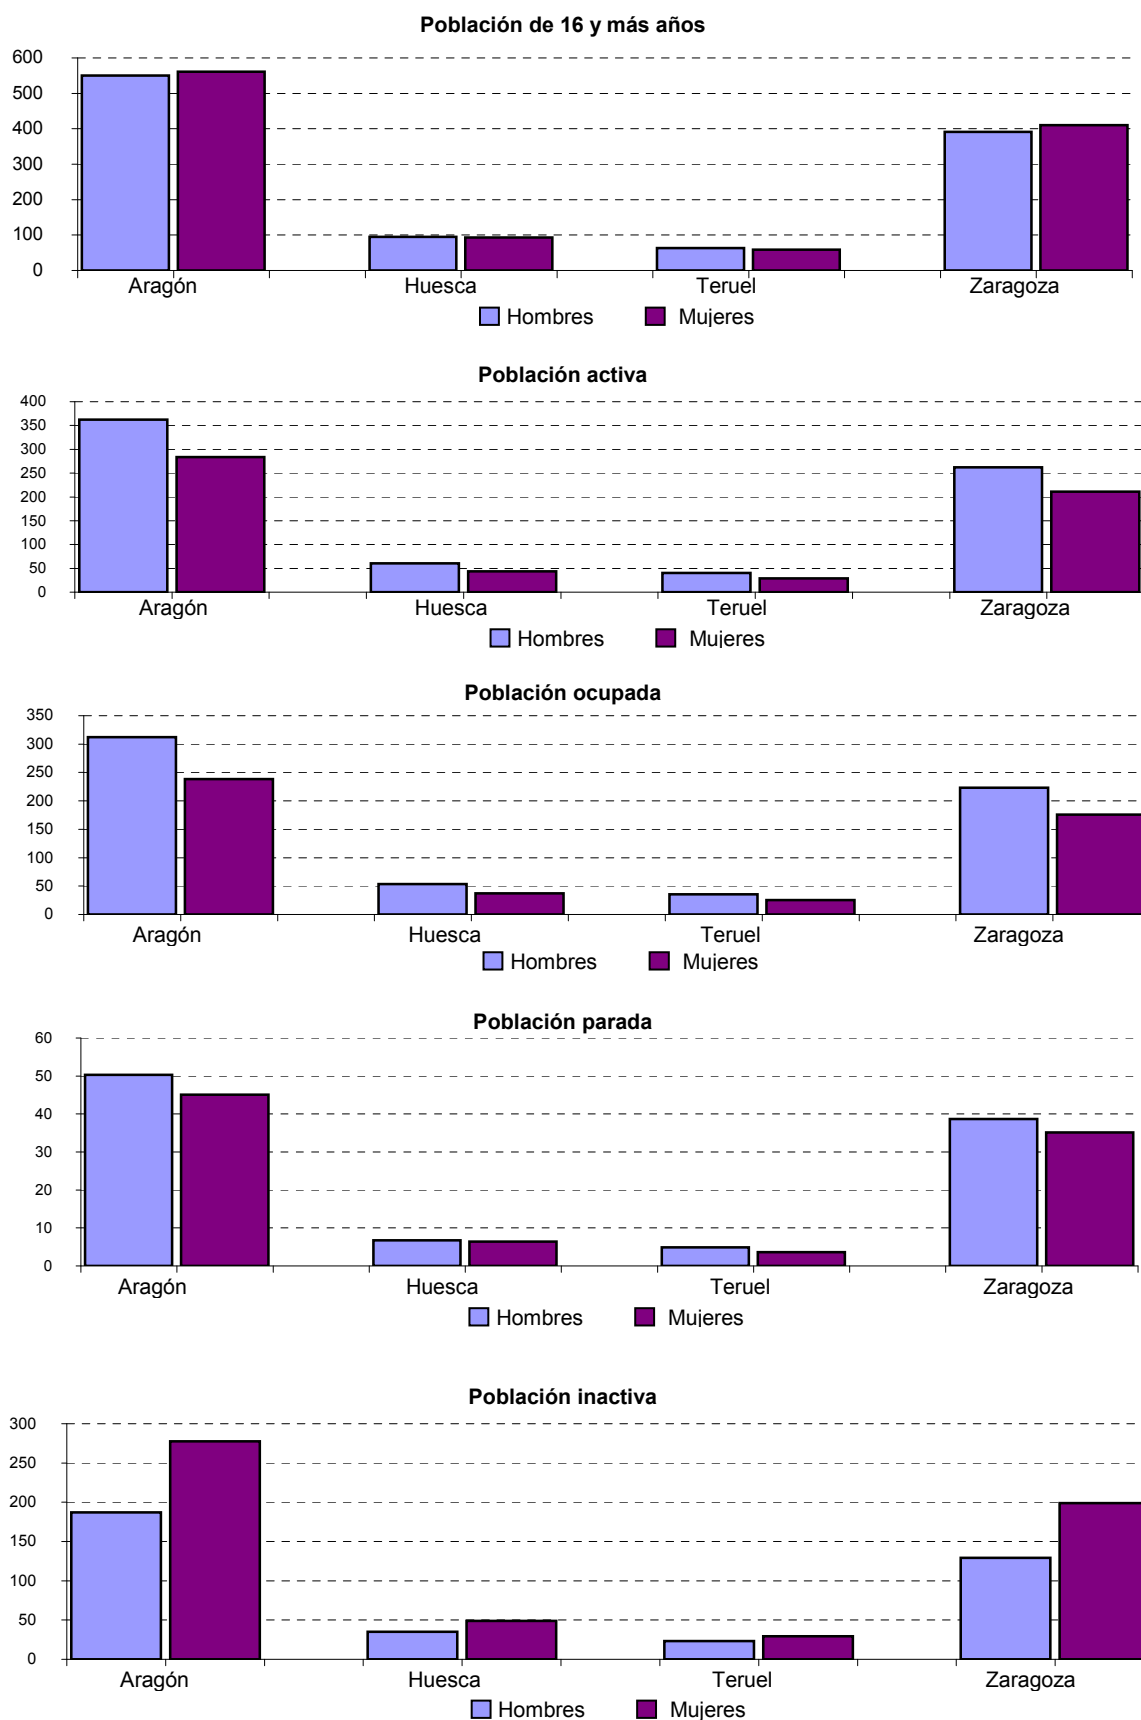 Población de 16 y más años
600
500
400
300
200
100
0
Aragón Huesca Teruel Zaragoza
Hombres Mujeres
Población activa
400
350
300
250
200
150
100
50
0
Aragón Huesca Teruel Zaragoza
Hombres Mujeres
Población ocupada
350
300
250
200
150
100
50
0
Aragón Huesca Teruel Zaragoza
Hombres Mujeres
Población parada
60
50
40
30
20
10
0
Aragón Huesca Teruel Zaragoza
Hombres Mujeres
Población inactiva
300
250
200
150
100
50
0
Aragón Huesca Teruel Zaragoza
Hombres Mujeres